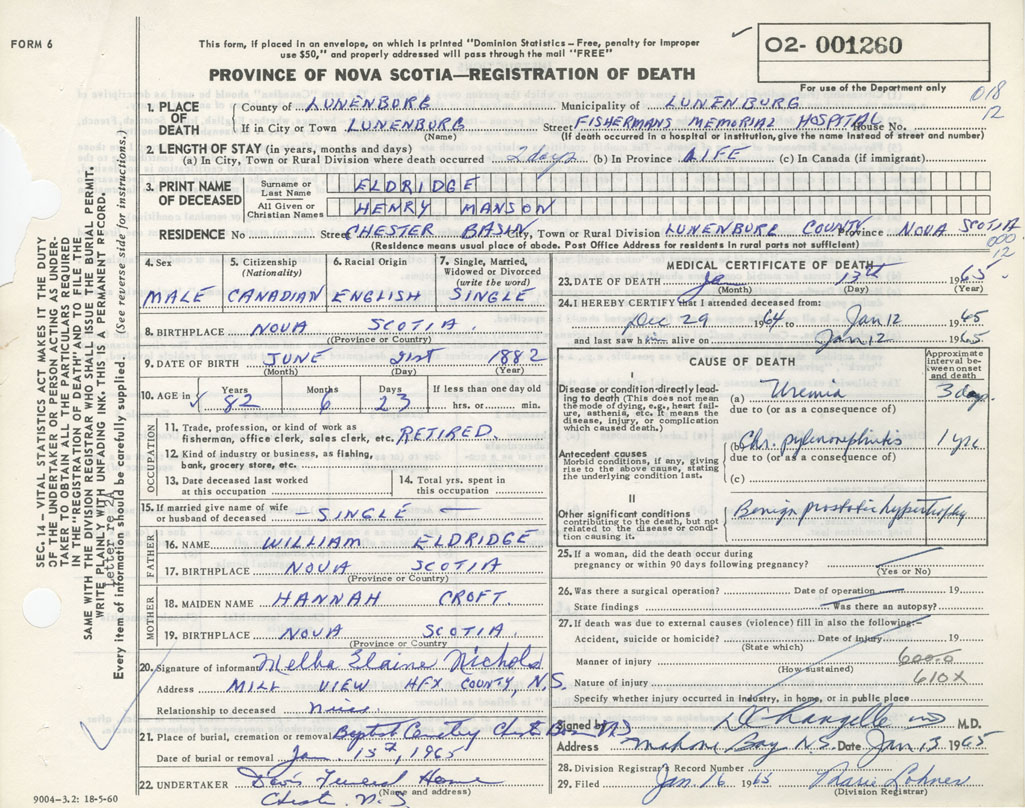 FORM 6
This form, if placed in an envelope, on which is printed "Dominion Statistics – Free, penalty for improper
use $50," and properly addressed will pass through the mail "FREE"
PROVINCE OF NOVA SCOTIA—REGISTRATION OF DEATH
02- 001260
For use of the Department only
018
12
1. PLACE OF DEATH
County of LUNENBURG Municipality of LUNENBURG
If in City or Town LUNENBURG Street FISHERMANS MEMORIAL HOSPITAL House No.
(Name) (If death occurred in a hospital or institution, give the name instead of street and number)
2. LENGTH OF STAY (in years, months and days)
(a) In City, Town or Rural Division where death occurred 2 days (b) In Province LIFE (c) In Canada (if immigrant)
3. PRINT NAME OF DECEASED
Surname or Last Name ELDRIDGE
All Given or Christian Names HENRY MANSON
RESIDENCE No Street CHESTER BASIN City, Town or Rural Division LUNENBURG COUNTY Province NOVA SCOTIA
(Residence means usual place of abode. Post Office Address for residents in rural parts not sufficient)
000
12
4. Sex MALE
5. Citizenship (Nationality) CANADIAN
6. Racial Origin ENGLISH
7. Single, Married, Widowed or Divorced (write the word) SINGLE
8. BIRTHPLACE NOVA SCOTIA.
(Province or Country)
9. DATE OF BIRTH JUNE 21st 1882
(Month) (Day) (Year)
10. AGE in Years 82 Months 6 Days 23 If less than one day old hrs. or min.
OCCUPATION
11. Trade, profession, or kind of work as fisherman, office clerk, sales clerk, etc. RETIRED
12. Kind of industry or business, as fishing, bank, grocery store, etc.
13. Date deceased last worked at this occupation
14. Total yrs. spent in this occupation
15. If married give name of wife or husband of deceased – SINGLE –
FATHER
16. NAME WILLIAM ELDRIDGE
17. BIRTHPLACE NOVA SCOTIA
(Province or Country)
MOTHER
18. MAIDEN NAME HANNAH CROFT.
19. BIRTHPLACE NOVA SCOTIA.
(Province or Country)
20. Signature of informant Melba Elaine Nichols
Address MILL VIEW HFX COUNTY, N.S.
Relationship to deceased
21. Place of burial, cremation or removal Baptist Chester Basin N.S.
Date of burial or removal Jan. 1965
22. UNDERTAKER Funeral Home
(Name and address)
Chester N.S.
9004-3.2: 18-5-60
SEC. 14 – VITAL STATISTICS ACT MAKES IT THE DUTY
OF THE UNDERTAKER OR PERSON ACTING AS UNDER-
TAKER TO OBTAIN ALL THE PARTICULARS REQUIRED
IN THE "REGISTRATION OF DEATH" AND TO FILE THE
SAME WITH THE DIVISION REGISTRAR WHO SHALL ISSUE THE BURIAL PERMIT.
WRITE PLAINLY WITH UNFADING INK. THIS IS A PERMANENT RECORD.
Letter re 2A
Every item of information should be carefully supplied. (See reverse side for instructions.)
MEDICAL CERTIFICATE OF DEATH
23. DATE OF DEATH Jan 13th 1965
(Month) (Day) (Year)
24. I HEREBY CERTIFY that I attended deceased from:
Dec 29 1964 to Jan 12 1965
and last saw him alive on Jan 12 1965
CAUSE OF DEATH
Approximate interval between onset and death
I
Disease or condition directly leading to death (This does not mean the mode of dying, e.g., heart failure, asthenia, etc. It means the disease, injury, or complication which caused death.)
(a) Uremia 3 days
due to (or as a consequence of)
Antecedent causes
Morbid conditions, if any, giving rise to the above cause, stating the underlying condition last.
(b) Chr. pyelonephritis 1 yr
due to (or as a consequence of)
(c)
II
Other significant conditions contributing to the death, but not related to the disease or condition causing it.
Benign prostatic hypertrophy
25. If a woman, did the death occur during pregnancy or within 90 days following pregnancy?
(Yes or No)
26. Was there a surgical operation? Date of operation 19
State findings Was there an autopsy?
27. If death was due to external causes (violence) fill in also the following:-
Accident, suicide or homicide? Date of injury 19
(State which)
Manner of injury 600.0
(How sustained)
Nature of injury 610X
Specify whether injury occurred in industry, in home, or in public place
Signed by M.D.
Address Mahone Bay N.S. Date Jan 13 1965
28. Division Registrar's Record Number
29. Filed Jan 16 1965 Marie Lohnes
(Division Registrar)